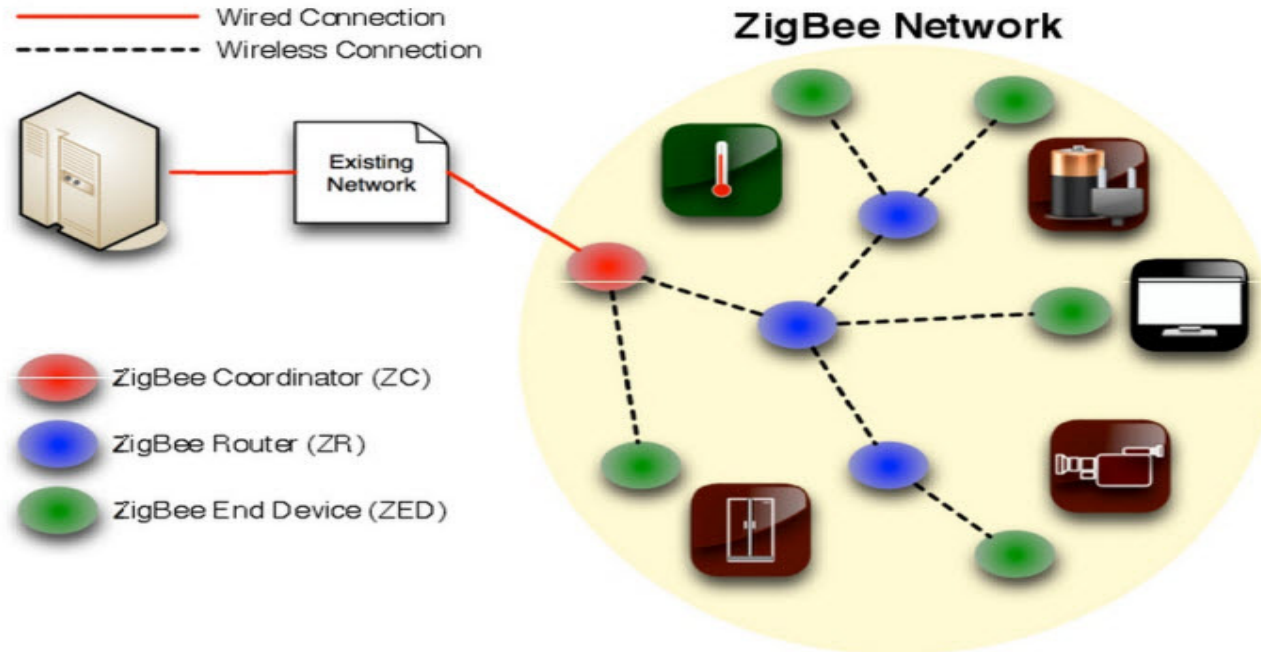 Wired Connection
Wireless Connection
ZigBee Network
Existing
Network
ZigBee Coordinator (ZC)
ZigBee Router (ZR)
ZigBee End Device (ZED)